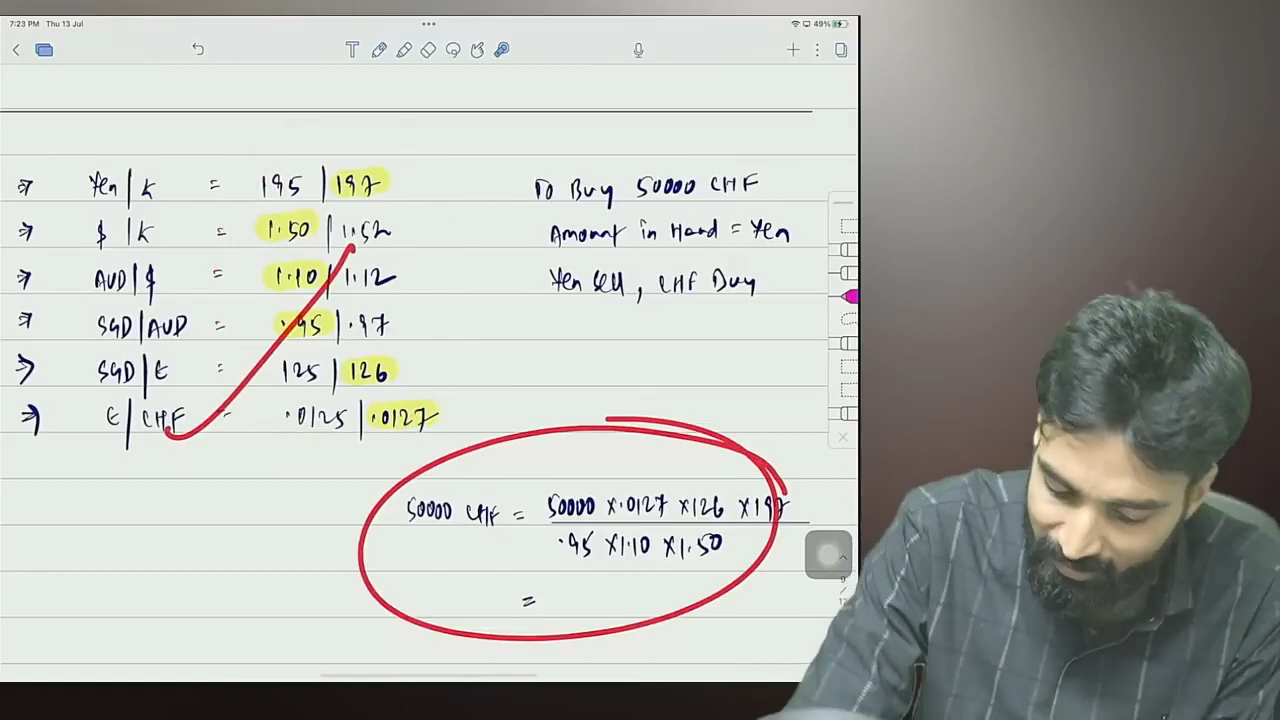 7:23 PM Thu 13 Jul
49%
⇒ Yen | K = 195 | 197
⇒ $ | K = 1.50 | 1.52
⇒ AUD | $ = 1.10 | 1.12
⇒ SGD | AUD = .95 | .97
⇒ SGD | € = 125 | 126
⇒ € | CHF = .0125 | .0127
To Buy 50000 CHF
Amount in Hand = Yen
Yen Sell, CHF Buy
50000 CHF = 50000 × .0127 × 126 × 197
.95 × 1.10 × 1.50
=
9